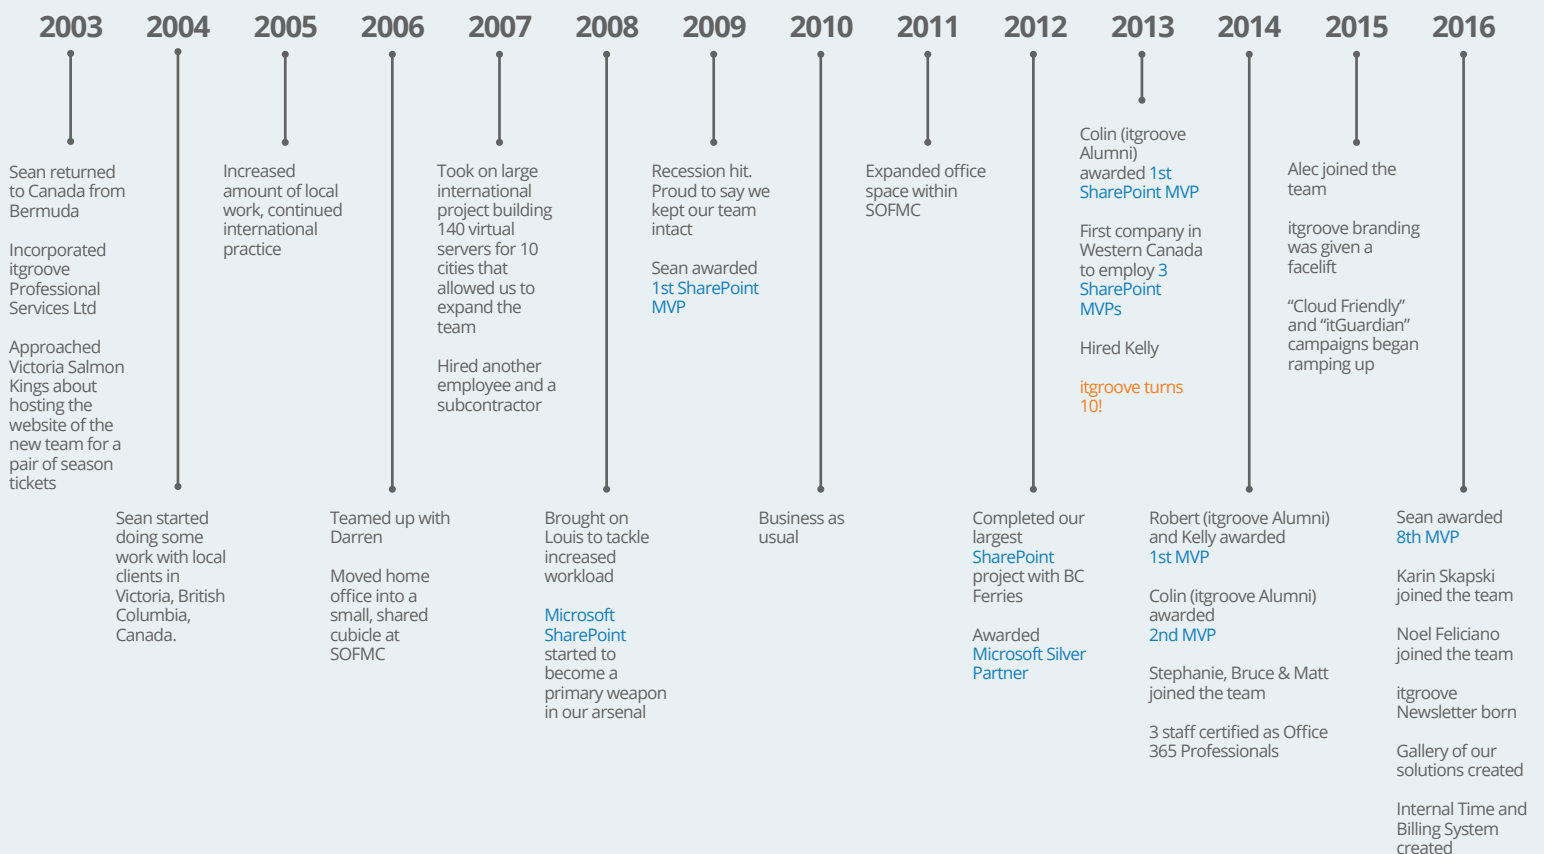 2003 2004 2005 2006 2007 2008 2009 2010 2011 2012 2013 2014 2015 2016
Sean returned
to Canada from
Bermuda
Incorporated
itgroove
Professional
Services Ltd
Approached
Victoria Salmon
Kings about
hosting the
website of the
new team for a
pair of season
tickets
Sean started
doing some
work with local
clients in
Victoria, British
Columbia,
Canada.
Increased
amount of local
work, continued
international
practice
Teamed up with
Darren
Moved home
office into a
small, shared
cubicle at
SOFMC
Took on large
international
project building
140 virtual
servers for 10
cities that
allowed us to
expand the
team
Hired another
employee and a
subcontractor
Brought on
Louis to tackle
increased
workload
Microsoft
SharePoint
started to
become a
primary weapon
in our arsenal
Recession hit.
Proud to say we
kept our team
intact
Sean awarded
1st SharePoint
MVP
Business as
usual
Expanded office
space within
SOFMC
Completed our
largest
SharePoint
project with BC
Ferries
Awarded
Microsoft Silver
Partner
Colin (itgroove
Alumni)
awarded 1st
SharePoint MVP
First company in
Western Canada
to employ 3
SharePoint
MVPs
Hired Kelly
itgroove turns
10!
Robert (itgroove Alumni)
and Kelly awarded
1st MVP
Colin (itgroove Alumni)
awarded
2nd MVP
Stephanie, Bruce & Matt
joined the team
3 staff certified as Office
365 Professionals
Alec joined the
team
itgroove branding
was given a
facelift
“Cloud Friendly”
and “itGuardian”
campaigns began
ramping up
Sean awarded
8th MVP
Karin Skapski
joined the team
Noel Feliciano
joined the team
itgroove
Newsletter born
Gallery of our
solutions created
Internal Time and
Billing System
created